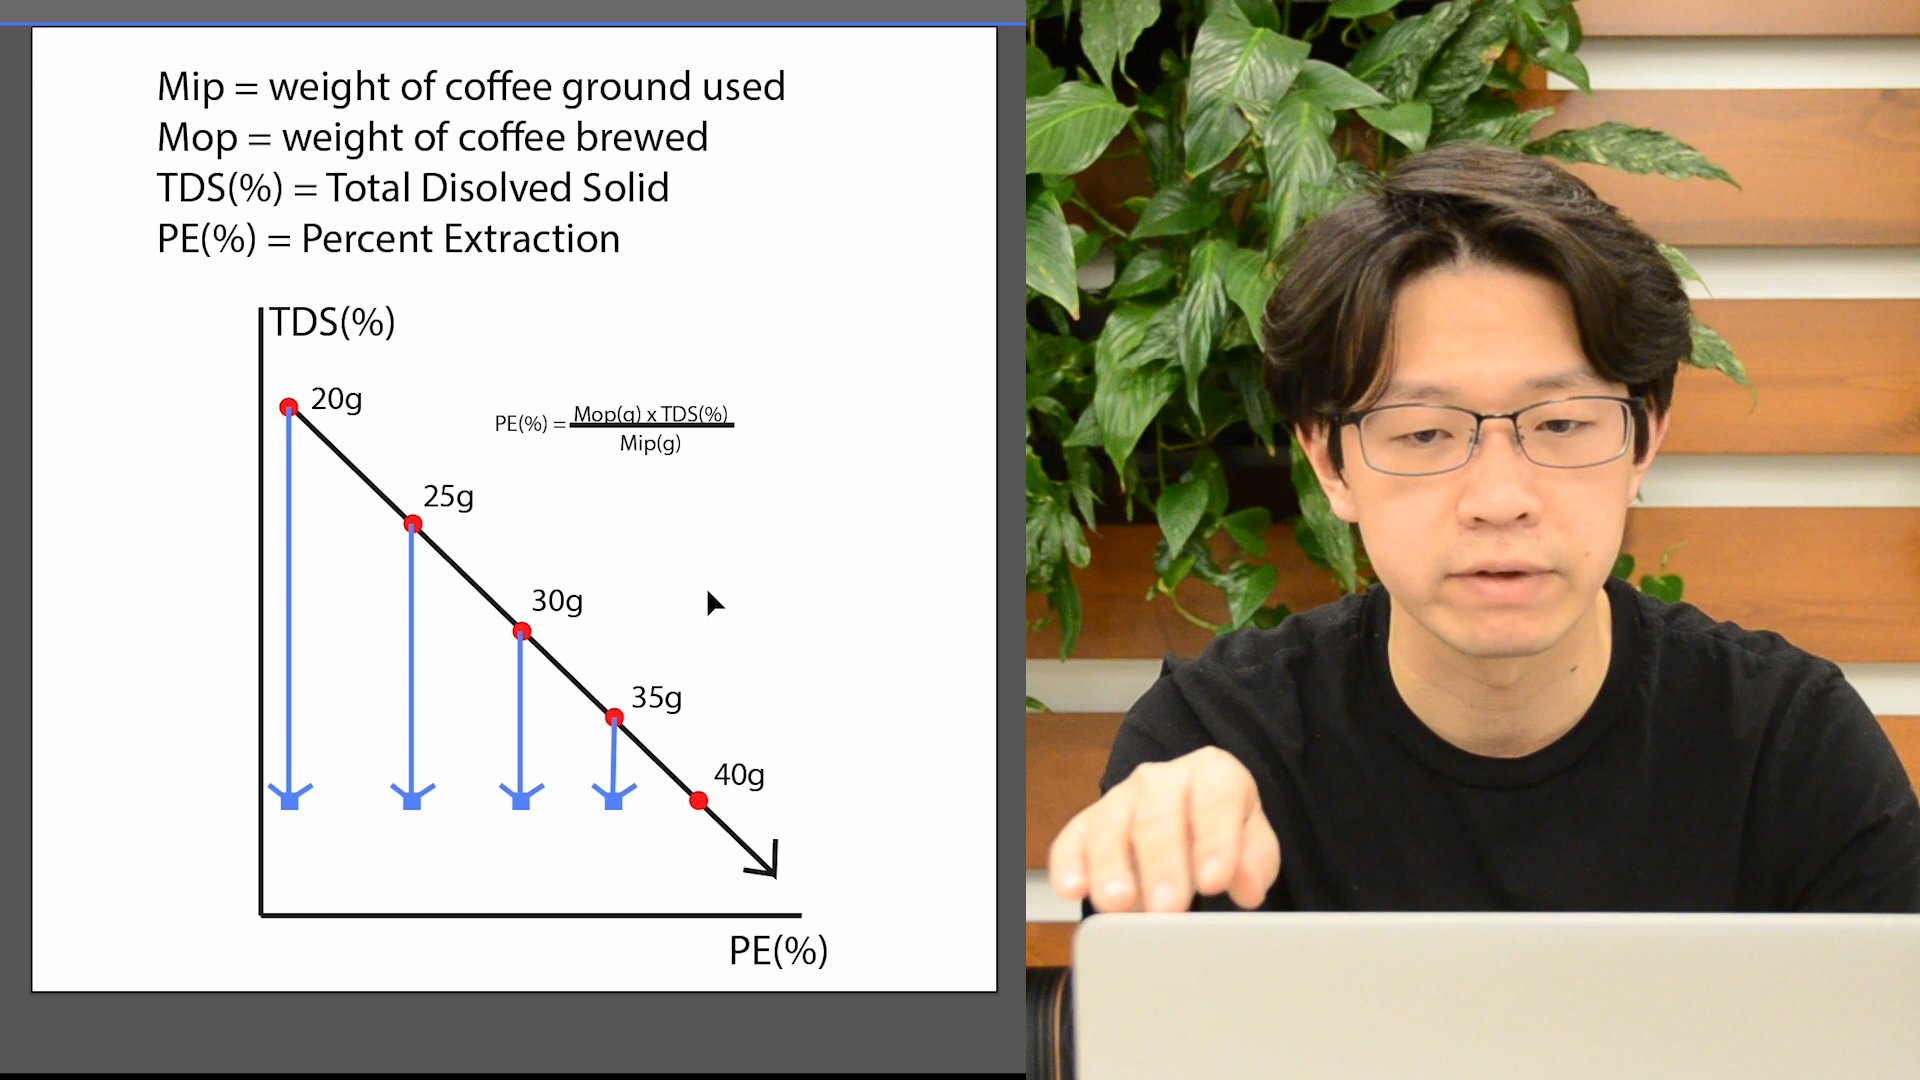 Mip = weight of coffee ground used
Mop = weight of coffee brewed
TDS(%) = Total Disolved Solid
PE(%) = Percent Extraction
TDS(%)
20g
PE(%) = Mop(g) x TDS(%)
Mip(g)
25g
30g
35g
40g
PE(%)